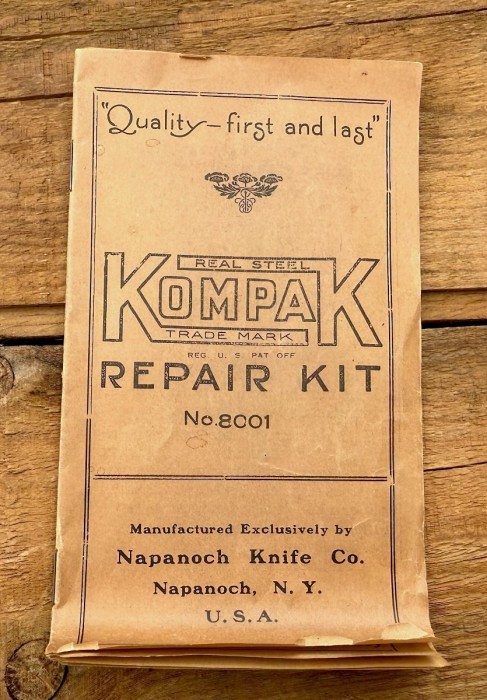 "Quality – first and last"
REAL STEEL
KOMPAK
TRADE MARK
REG. U. S. PAT OFF
REPAIR KIT
No.8001
Manufactured Exclusively by
Napanoch Knife Co.
Napanoch, N. Y.
U. S. A.